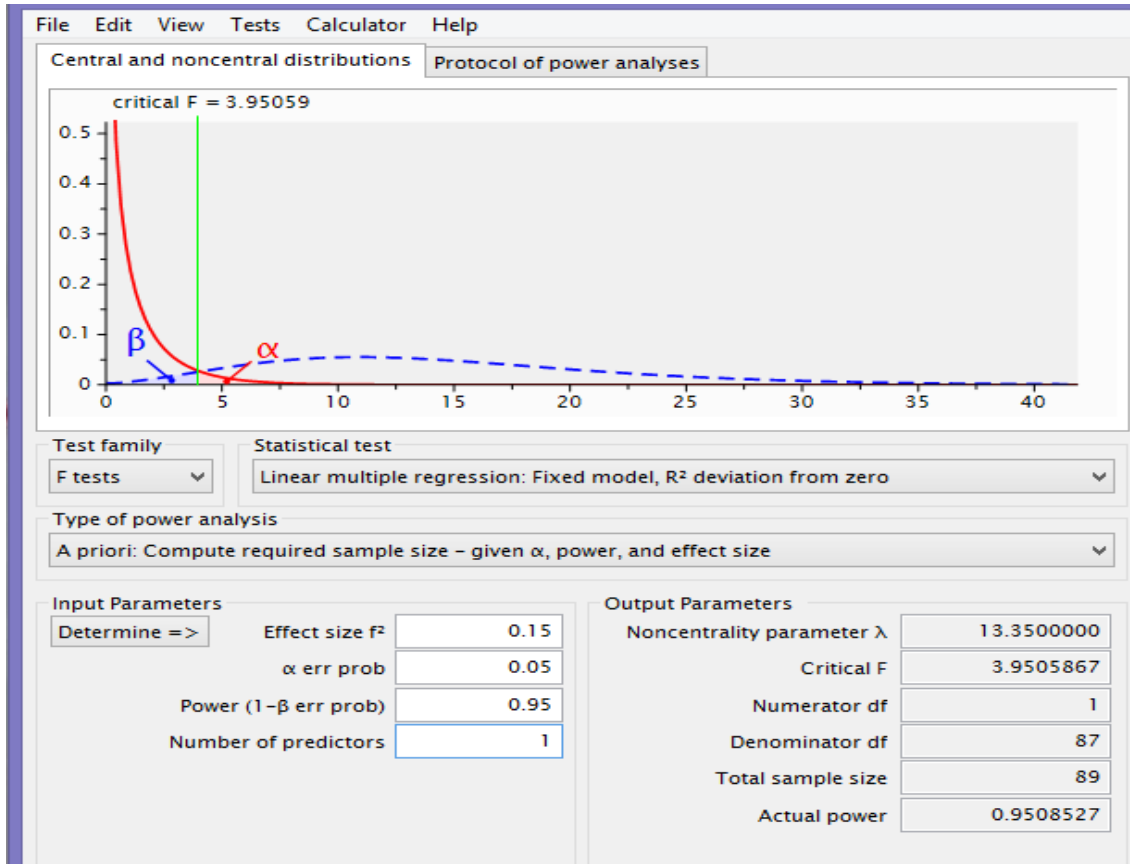 File Edit View Tests Calculator Help
Central and noncentral distributions Protocol of power analyses
critical F = 3.95059
0.5
0.4
0.3
0.2
0.1
β α
0
0 5 10 15 20 25 30 35 40
Test family Statistical test
F tests Linear multiple regression: Fixed model, R² deviation from zero
Type of power analysis
A priori: Compute required sample size – given α, power, and effect size
Input Parameters Output Parameters
Determine => Effect size f² 0.15 Noncentrality parameter λ 13.3500000
α err prob 0.05 Critical F 3.9505867
Power (1–β err prob) 0.95 Numerator df 1
Number of predictors 1 Denominator df 87
Total sample size 89
Actual power 0.9508527